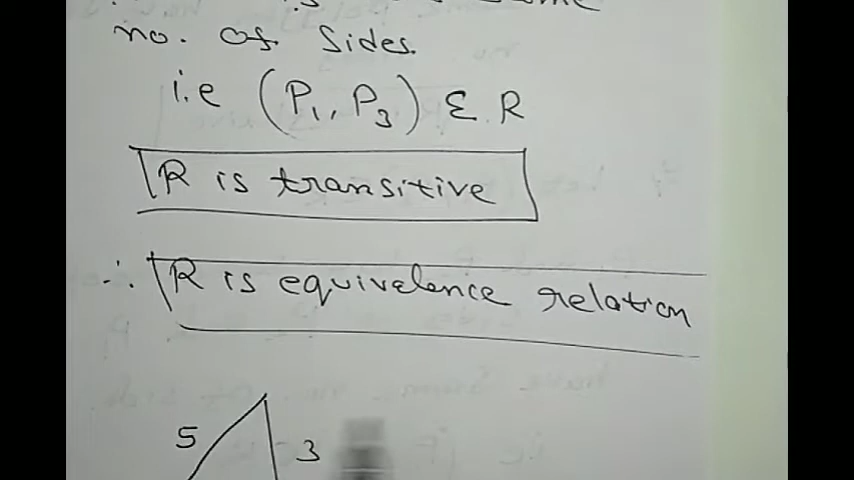 no. of sides.
i.e (P1, P3) ε R
R is transitive
∴ R is equivalence relation
5 3